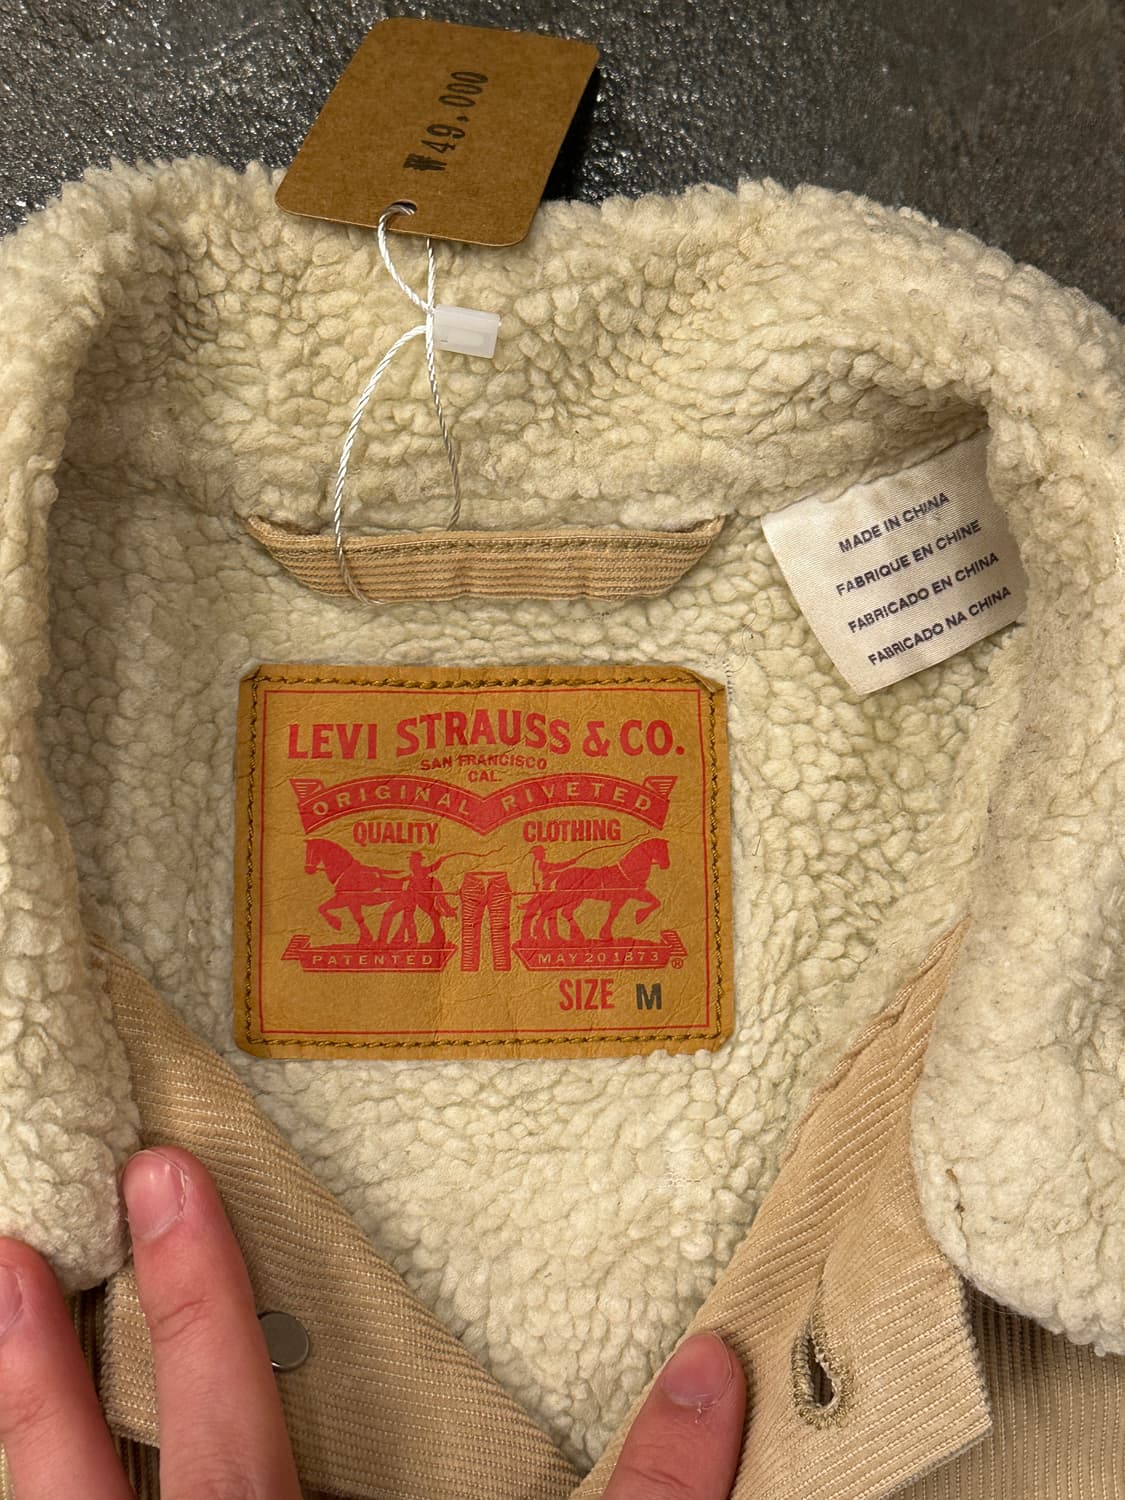 ₩49,000
MADE IN CHINA
FABRIQUE EN CHINE
FABRICADO EN CHINA
FABRICADO NA CHINA
LEVI STRAUSS & CO.
SAN FRANCISCO
CAL
ORIGINAL RIVETED
QUALITY CLOTHING
PATENTED MAY 20 1873 ®
SIZE M